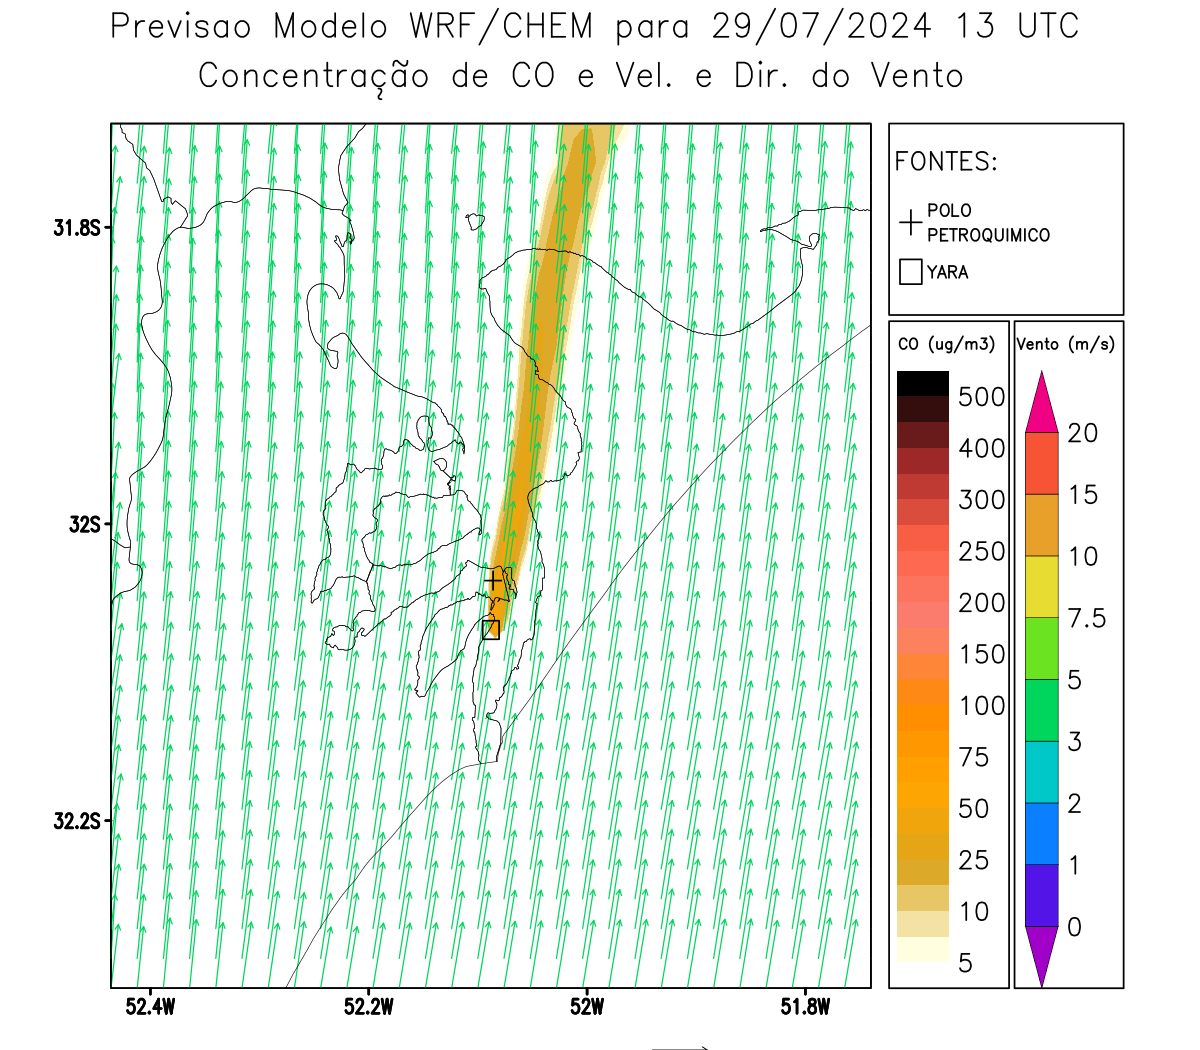 Previsao Modelo WRF/CHEM para 29/07/2024 13 UTC
Concentração de CO e Vel. e Dir. do Vento
FONTES:
POLO
PETROQUIMICO
YARA
CO (ug/m3)
500
400
300
250
200
150
100
75
50
25
10
5
Vento (m/s)
20
15
10
7.5
5
3
2
1
0
31.8S
32S
32.2S
52.4W
52.2W
52W
51.8W